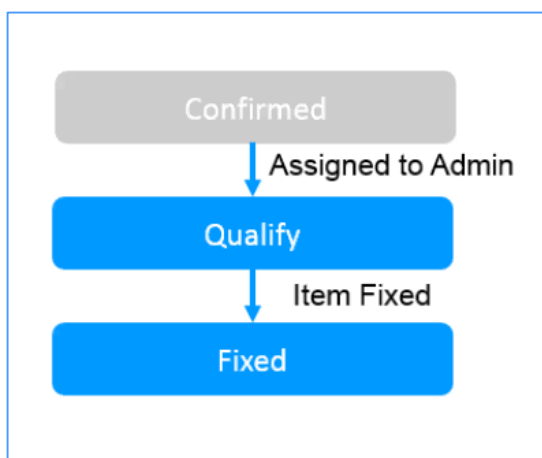 Confirmed
Assigned to Admin
Qualify
Item Fixed
Fixed